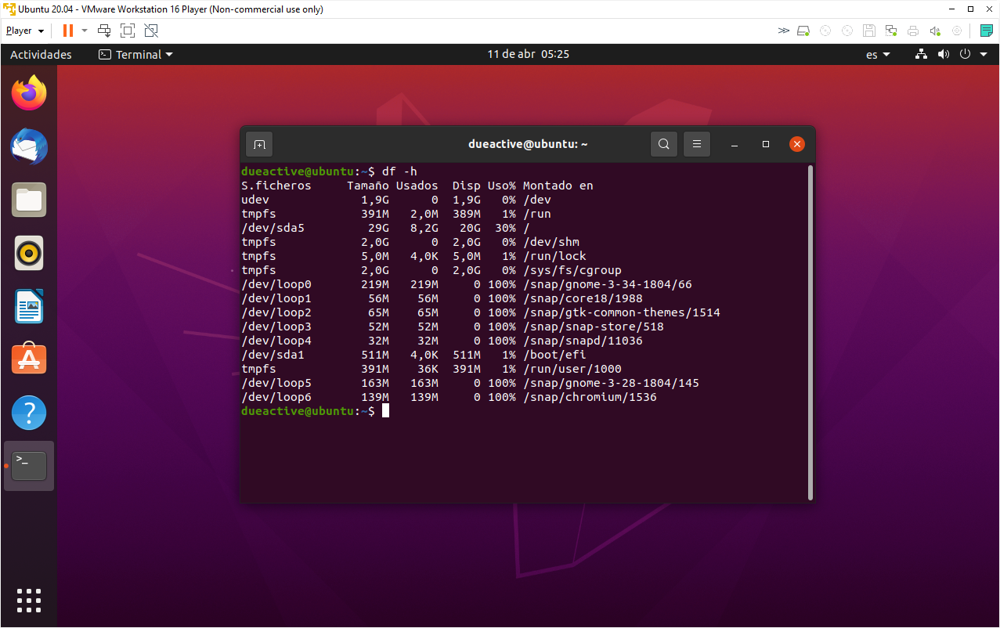 Ubuntu 20.04 - VMware Workstation 16 Player (Non-commercial use only)
Player
Actividades Terminal 11 de abr 05:25 es
dueactive@ubuntu: ~
dueactive@ubuntu:~$ df -h
S.ficheros Tamaño Usados Disp Uso% Montado en
udev 1,9G 0 1,9G 0% /dev
tmpfs 391M 2,0M 389M 1% /run
/dev/sda5 29G 8,2G 20G 30% /
tmpfs 2,0G 0 2,0G 0% /dev/shm
tmpfs 5,0M 4,0K 5,0M 1% /run/lock
tmpfs 2,0G 0 2,0G 0% /sys/fs/cgroup
/dev/loop0 219M 219M 0 100% /snap/gnome-3-34-1804/66
/dev/loop1 56M 56M 0 100% /snap/core18/1988
/dev/loop2 65M 65M 0 100% /snap/gtk-common-themes/1514
/dev/loop3 52M 52M 0 100% /snap/snap-store/518
/dev/loop4 32M 32M 0 100% /snap/snapd/11036
/dev/sda1 511M 4,0K 511M 1% /boot/efi
tmpfs 391M 36K 391M 1% /run/user/1000
/dev/loop5 163M 163M 0 100% /snap/gnome-3-28-1804/145
/dev/loop6 139M 139M 0 100% /snap/chromium/1536
dueactive@ubuntu:~$